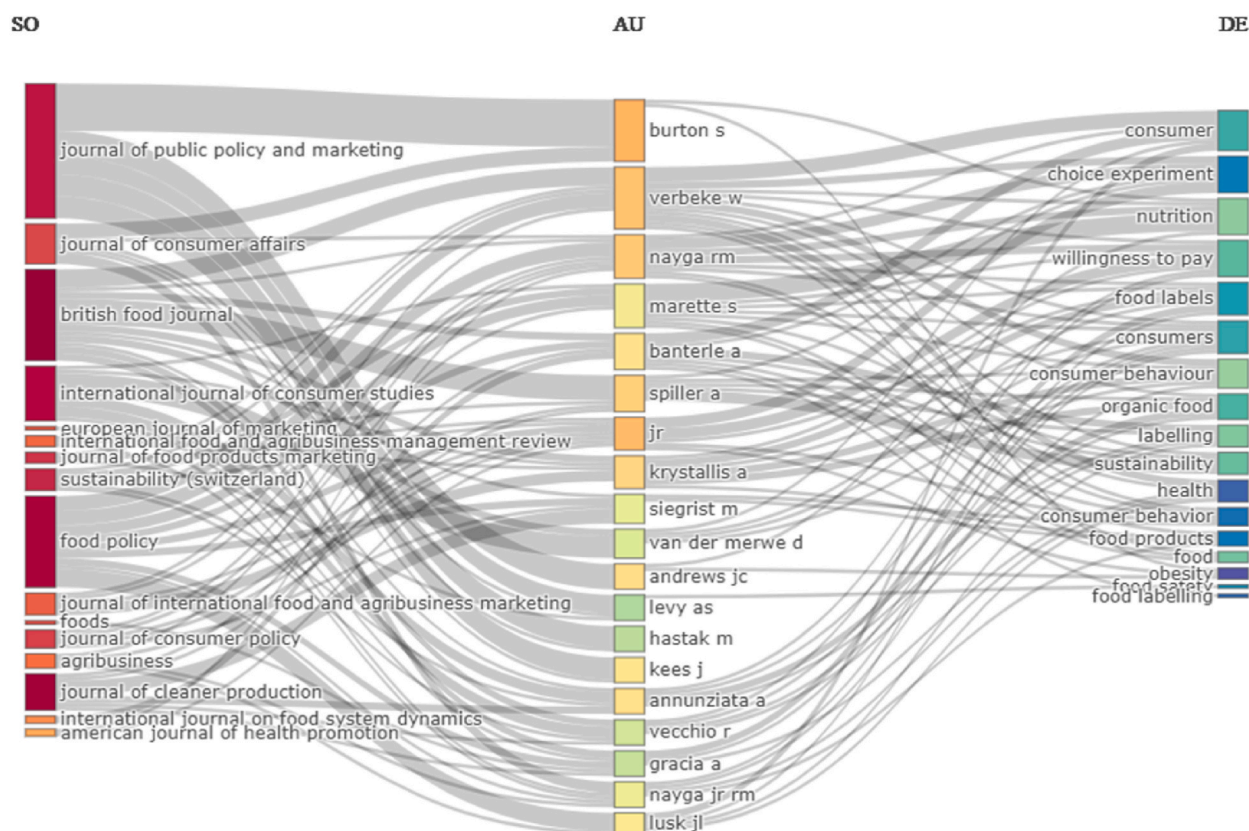 SO
AU
DE
journal of public policy and marketing
journal of consumer affairs
british food journal
international journal of consumer studies
european journal of marketing
international food and agribusiness management review
journal of food products marketing
sustainability (switzerland)
food policy
journal of international food and agribusiness marketing
foods
journal of consumer policy
agribusiness
journal of cleaner production
international journal on food system dynamics
american journal of health promotion
burton s
verbeke w
nayga rm
marette s
banterle a
spiller a
jr
krystallis a
siegrist m
van der merwe d
andrews jc
levy as
hastak m
kees j
annunziata a
vecchio r
gracia a
nayga jr rm
lusk jl
consumer
choice experiment
nutrition
willingness to pay
food labels
consumers
consumer behaviour
organic food
labelling
sustainability
health
consumer behavior
food products
food
obesity
food safety
food labelling